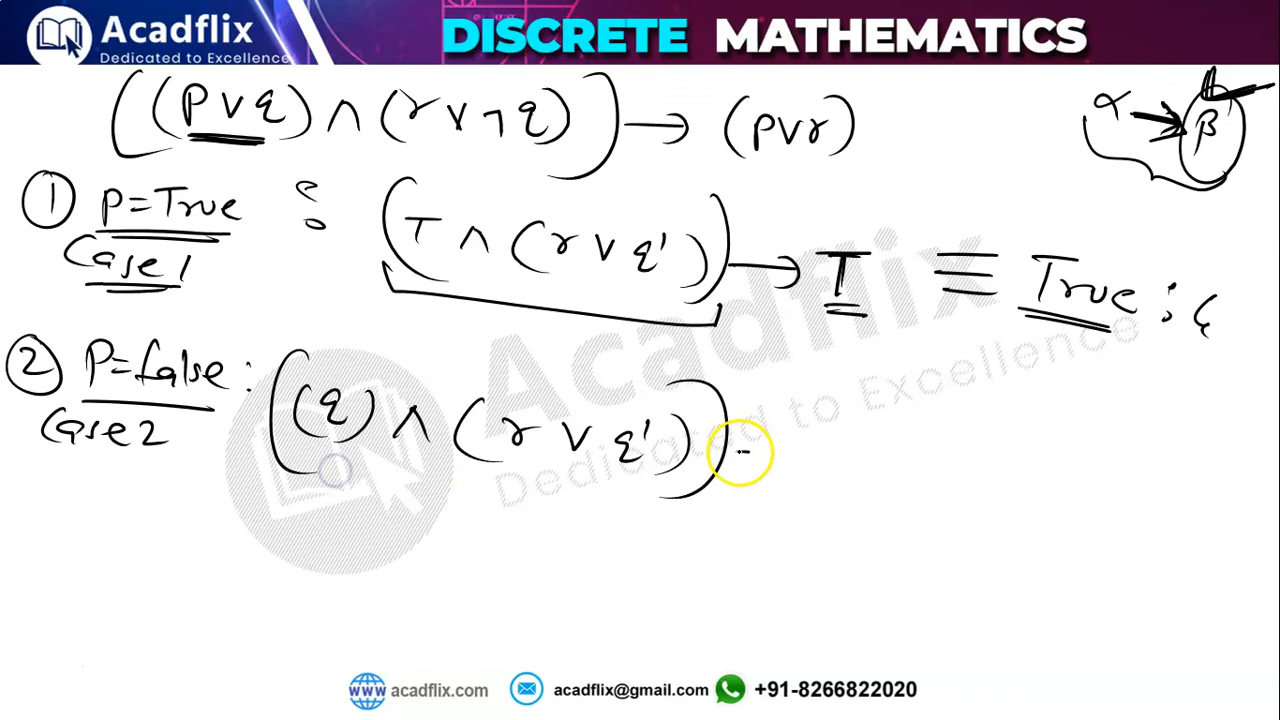 Acadflix
Dedicated to Excellence
DISCRETE MATHEMATICS
((p∨q) ∧ (r ∨ ¬q)) → (p∨r)
α → β
① P=True : (T ∧ (r ∨ q')) → T ≡ True :
Case 1
② P=false : ((q) ∧ (r ∨ q')) -
Case 2
Acadflix
Dedicated to Excellence
www acadflix.com acadflix@gmail.com +91-8266822020